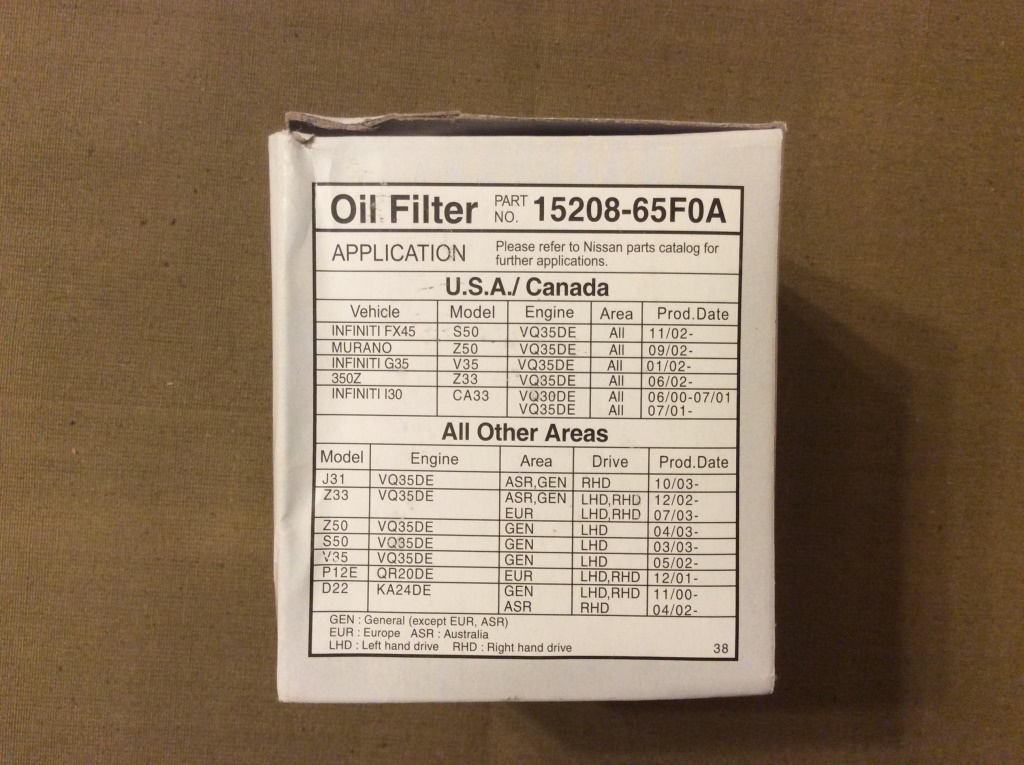 Oil Filter PART NO. 15208-65F0A
APPLICATION Please refer to Nissan parts catalog for
further applications.
U.S.A./ Canada
Vehicle Model Engine Area Prod.Date
INFINITI FX45 S50 VQ35DE All 11/02-
MURANO Z50 VQ35DE All 09/02-
INFINITI G35 V35 VQ35DE All 01/02-
350Z Z33 VQ35DE All 06/02-
INFINITI I30 CA33 VQ30DE All 06/00-07/01
VQ35DE All 07/01-
All Other Areas
Model Engine Area Drive Prod.Date
J31 VQ35DE ASR,GEN RHD 10/03-
Z33 VQ35DE ASR,GEN LHD,RHD 12/02-
EUR LHD,RHD 07/03-
Z50 VQ35DE GEN LHD 04/03-
S50 VQ35DE GEN LHD 03/03-
V35 VQ35DE GEN LHD 05/02-
P12E QR20DE EUR LHD,RHD 12/01-
D22 KA24DE GEN LHD,RHD 11/00-
ASR RHD 04/02-
GEN : General (except EUR, ASR)
EUR : Europe ASR : Australia
LHD : Left hand drive RHD : Right hand drive 38